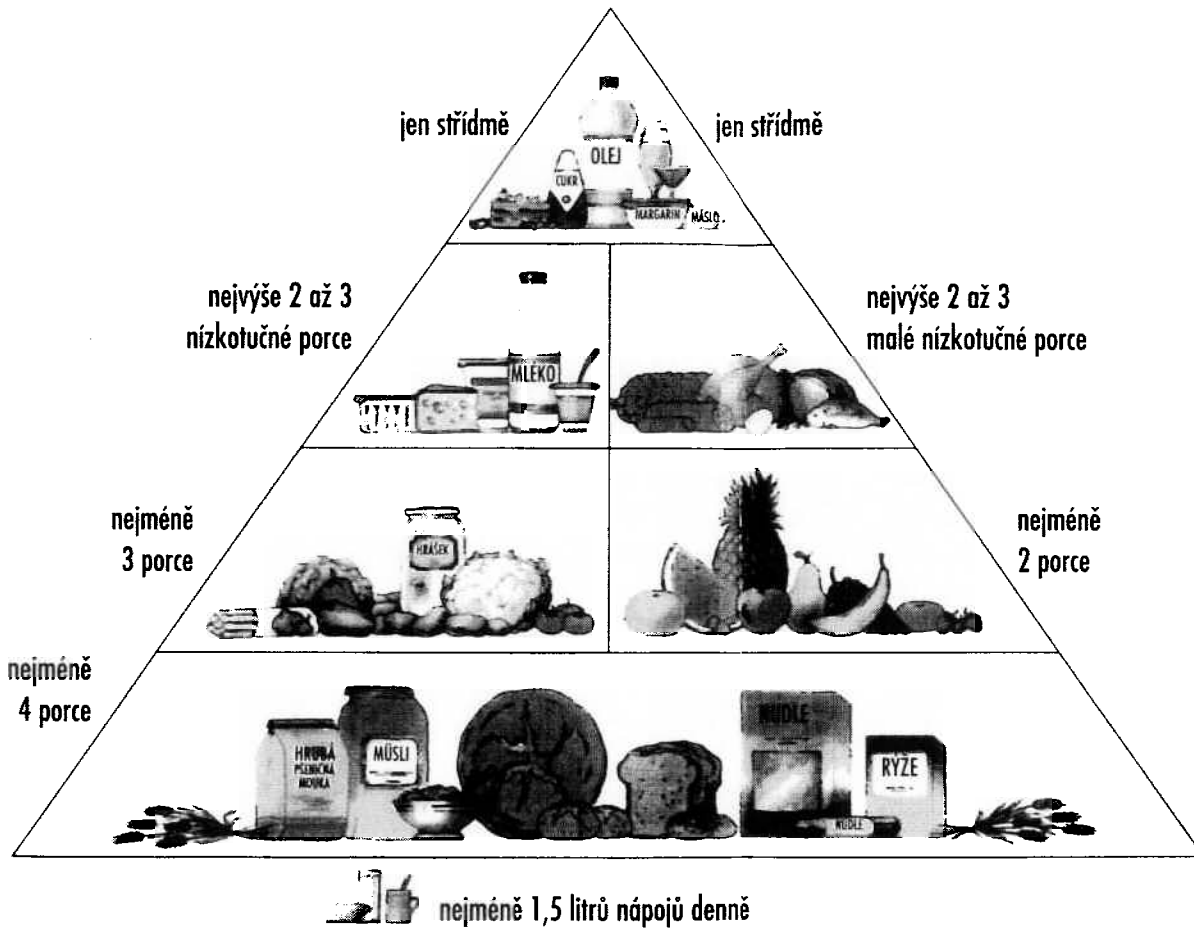 jen střídmě
jen střídmě
OLEJ
CUKR
MARGARIN
MÁSLO
nejvýše 2 až 3
nízkotučné porce
nejvýše 2 až 3
malé nízkotučné porce
MLÉKO
nejméně
3 porce
nejméně
2 porce
HRÁŠEK
nejméně
4 porce
HRUBÁ
PŠENIČNÁ
MOUKA
MÜSLI
NUDLE
RÝŽE
NUDLE
nejméně 1,5 litrů nápojů denně